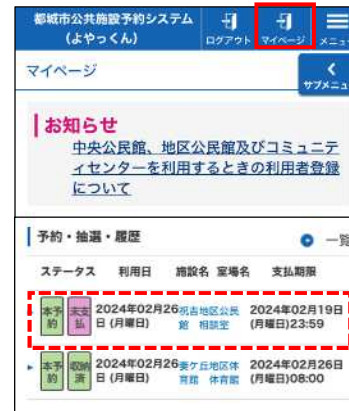 都城市公共施設予約システム
(よやっくん)
ログアウト
マイページ
メニュー
マイページ
サブメニュ
お知らせ
中央公民館、地区公民館及びコミュニテ
ィセンターを利用するときの利用者登録
について
予約・抽選・履歴
一覧
ステータス 利用日 施設名 室場名 支払期限
本予約 未支払 2024年02月26日 (月曜日) 祝吉地区公民館 相談室 2024年02月19日 (月曜日)23:59
本予約 収納済 2024年02月26日 (月曜日) 妻ケ丘地区体育館 体育館 2024年02月26日 (月曜日)08:00